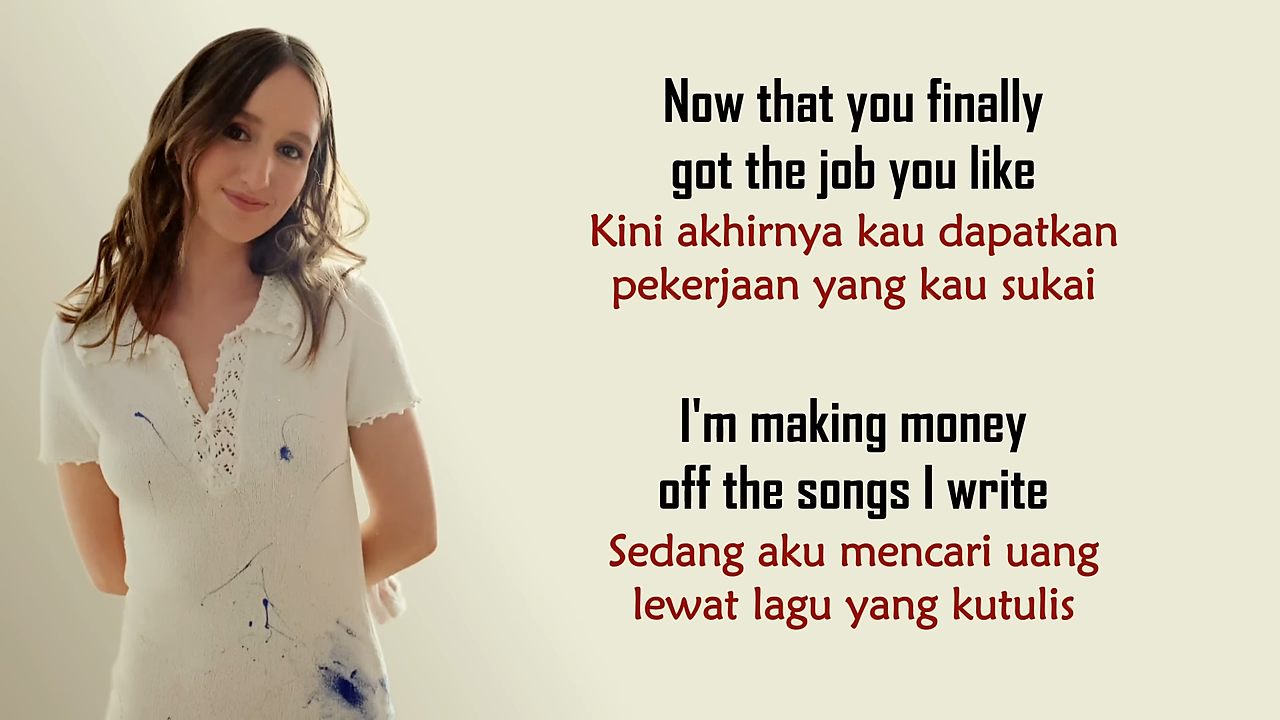 Now that you finally
got the job you like
Kini akhirnya kau dapatkan
pekerjaan yang kau sukai
I'm making money
off the songs I write
Sedang aku mencari uang
lewat lagu yang kutulis